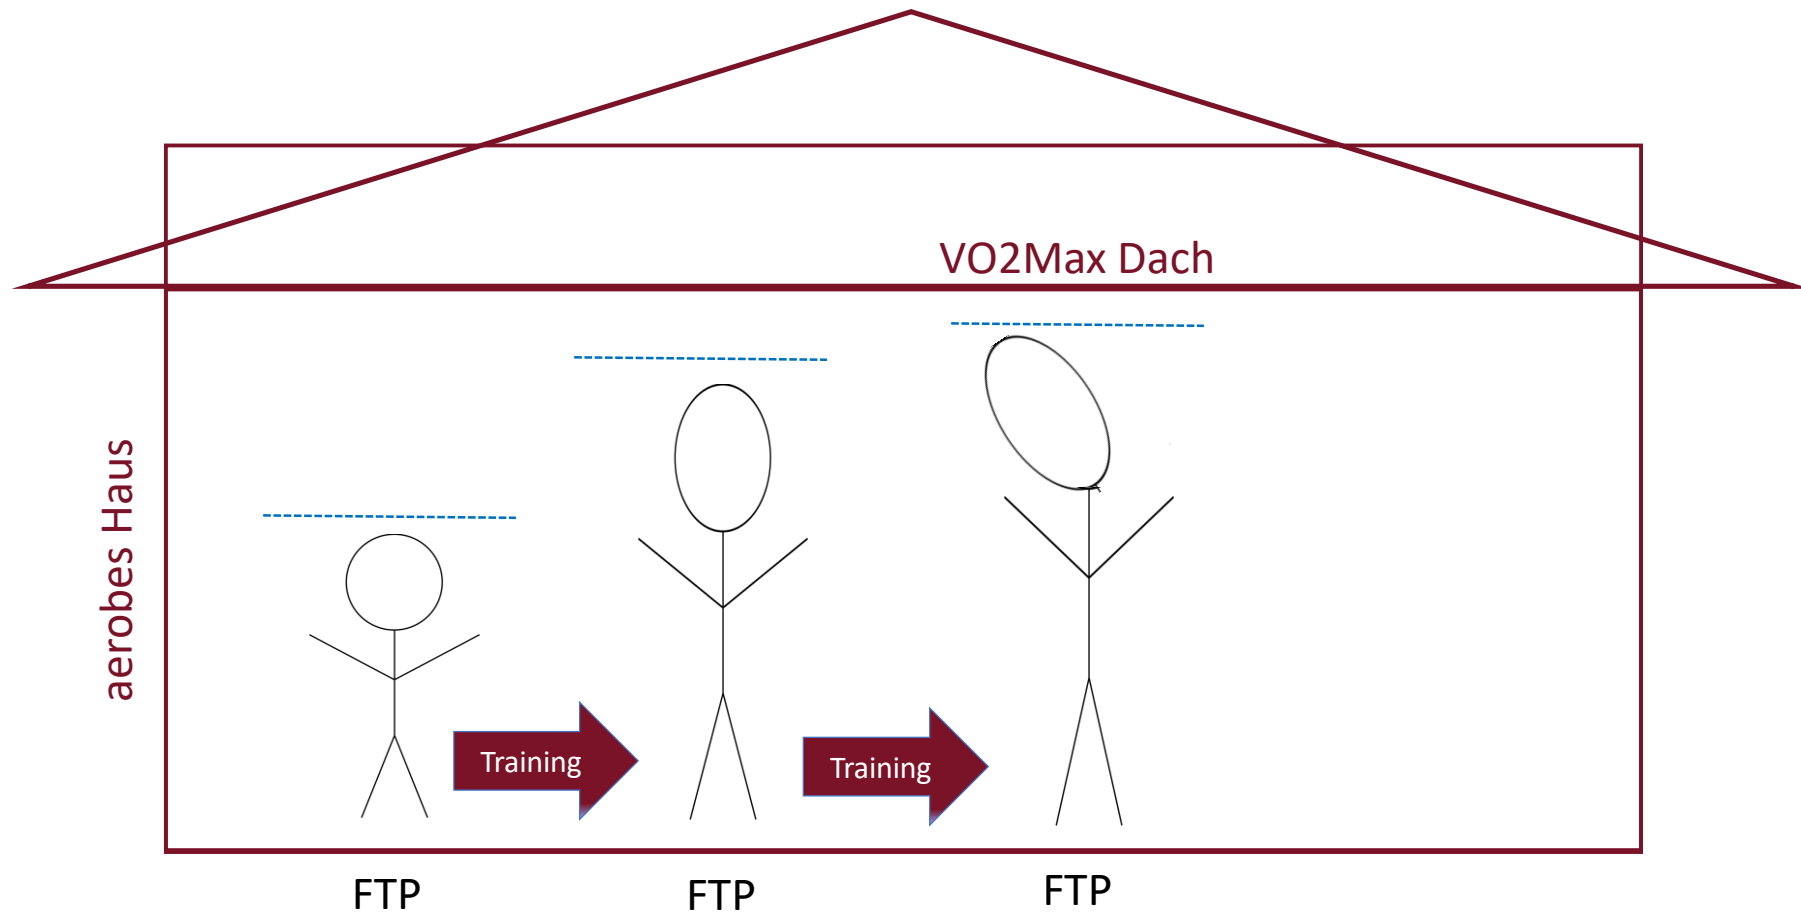 VO2Max Dach
aerobes Haus
Training
Training
FTP
FTP
FTP